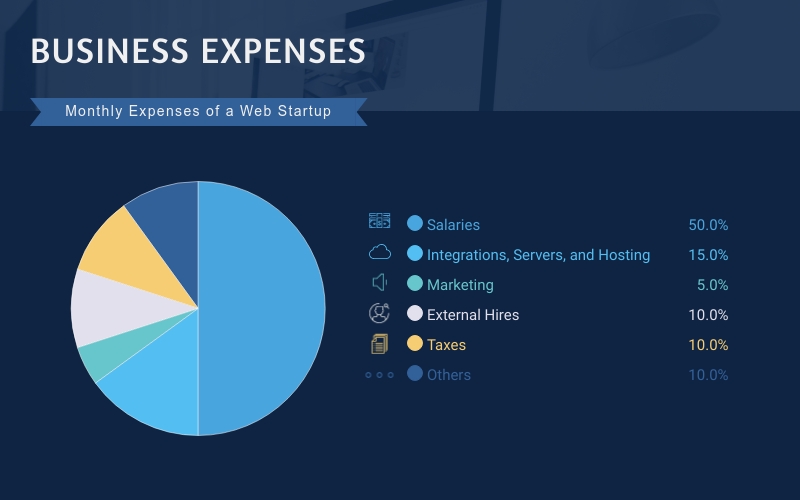 BUSINESS EXPENSES
Monthly Expenses of a Web Startup
Salaries 50.0%
Integrations, Servers, and Hosting 15.0%
Marketing 5.0%
External Hires 10.0%
Taxes 10.0%
Others 10.0%